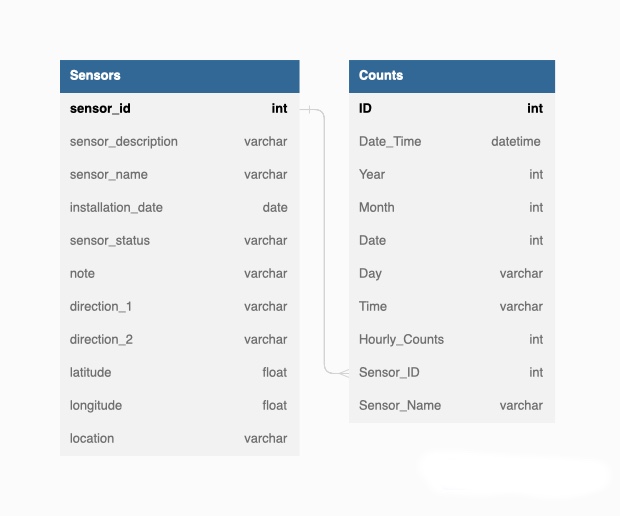 Sensors
sensor_id int
sensor_description varchar
sensor_name varchar
installation_date date
sensor_status varchar
note varchar
direction_1 varchar
direction_2 varchar
latitude float
longitude float
location varchar
Counts
ID int
Date_Time datetime
Year int
Month int
Date int
Day varchar
Time varchar
Hourly_Counts int
Sensor_ID int
Sensor_Name varchar